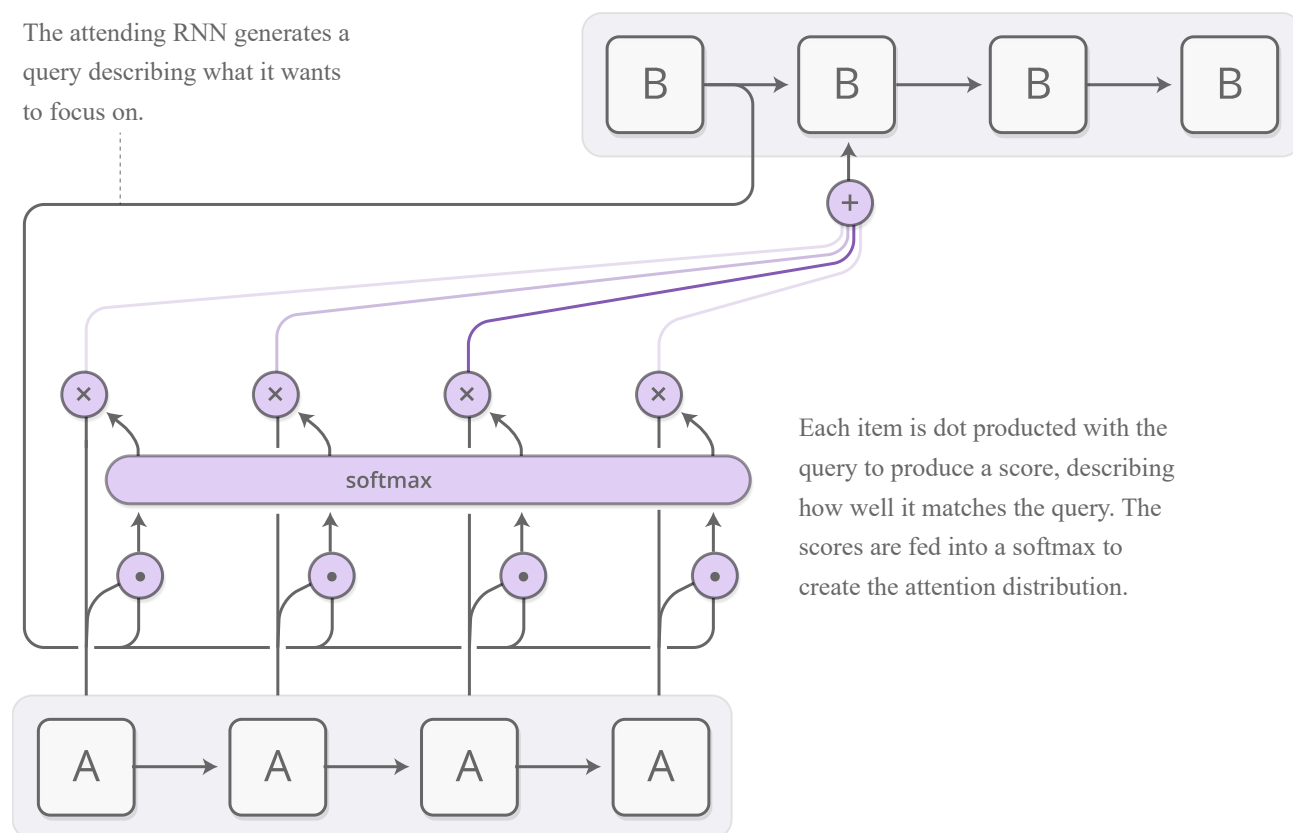 The attending RNN generates a
query describing what it wants
to focus on.
B
B
B
B
+
×
×
×
×
softmax
Each item is dot producted with the
query to produce a score, describing
how well it matches the query. The
scores are fed into a softmax to
create the attention distribution.
A
A
A
A